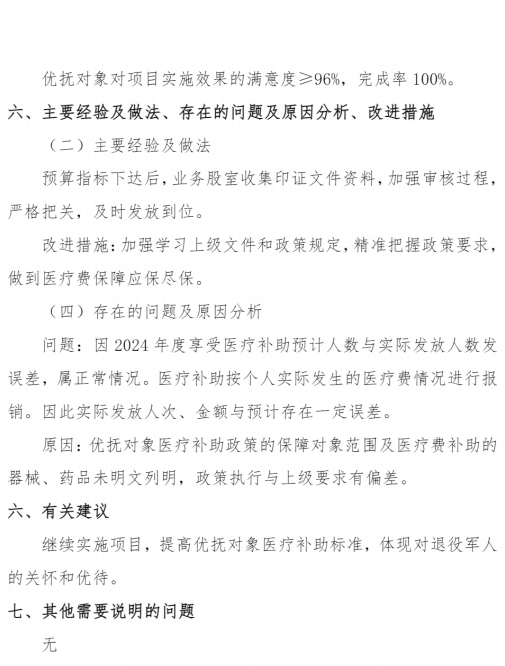 优抚对象对项目实施效果的满意度≥96%，完成率 100%。
六、主要经验及做法、存在的问题及原因分析、改进措施
（二）主要经验及做法
预算指标下达后，业务股室收集印证文件资料，加强审核过程，
严格把关，及时发放到位。
改进措施：加强学习上级文件和政策规定，精准把握政策要求，
做到医疗费保障应保尽保。
（四）存在的问题及原因分析
问题：因 2024 年度享受医疗补助预计人数与实际发放人数发
误差，属正常情况。医疗补助按个人实际发生的医疗费情况进行报
销。因此实际发放人次、金额与预计存在一定误差。
原因：优抚对象医疗补助政策的保障对象范围及医疗费补助的
器械、药品未明文列明，政策执行与上级要求有偏差。
六、有关建议
继续实施项目，提高优抚对象医疗补助标准，体现对退役军人
的关怀和优待。
七、其他需要说明的问题
无